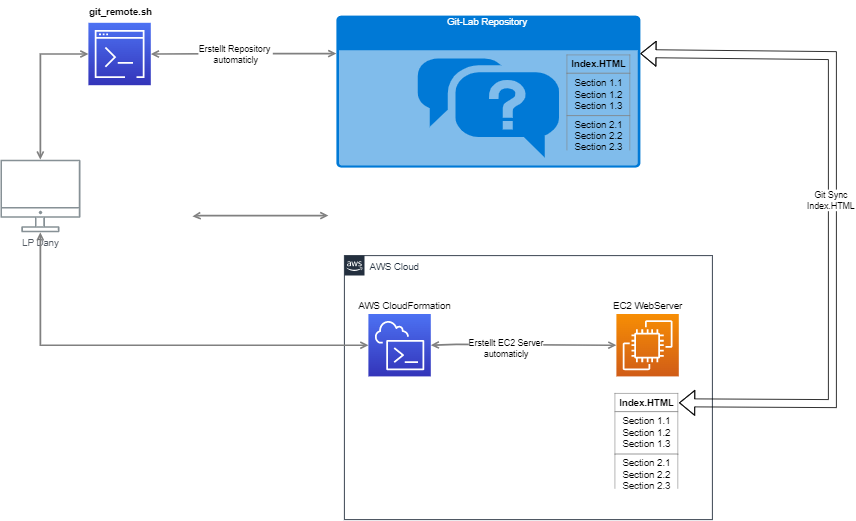 git_remote.sh
Git-Lab Repository
Erstellt Repository
automaticly
Index.HTML
Section 1.1
Section 1.2
Section 1.3
Section 2.1
Section 2.2
Section 2.3
?
Git Sync
Index.HTML
LP Dany
aws
AWS Cloud
AWS CloudFormation
EC2 WebServer
Erstellt EC2 Server
automaticly
Index.HTML
Section 1.1
Section 1.2
Section 1.3
Section 2.1
Section 2.2
Section 2.3